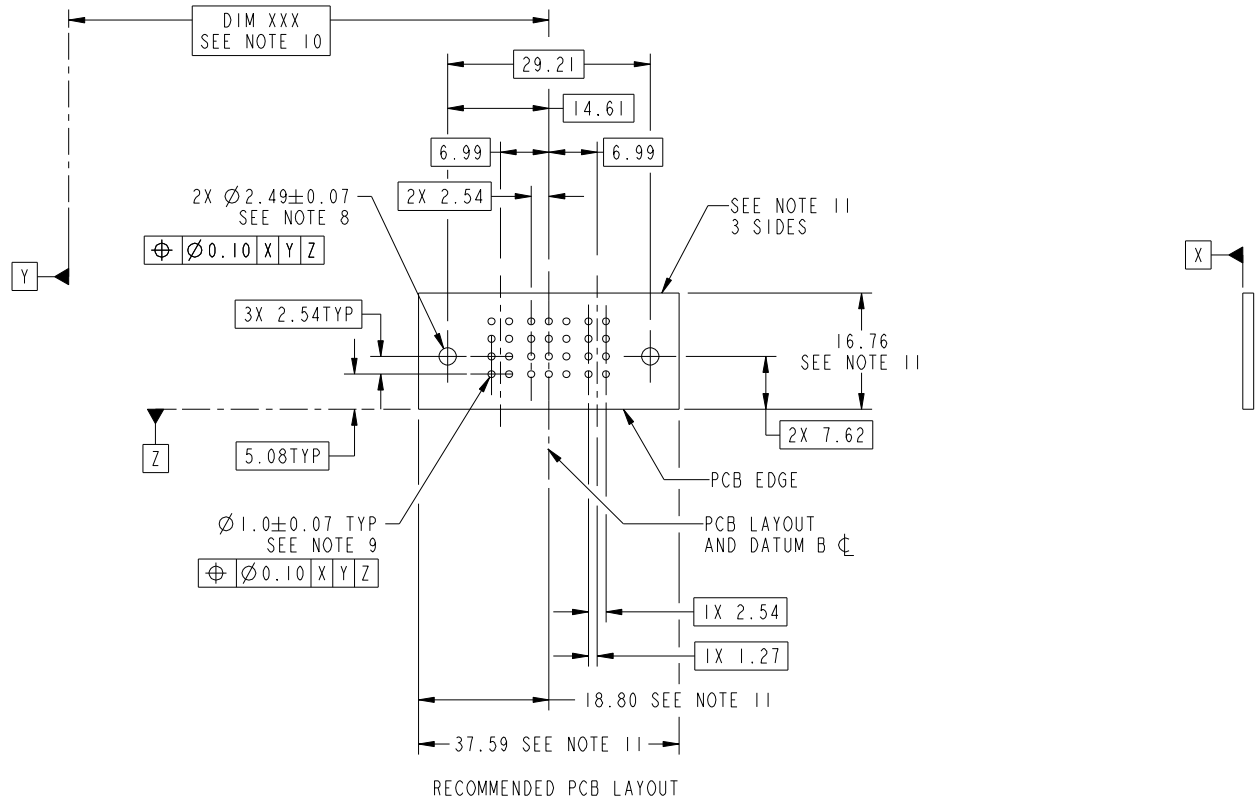 DIM XXX
SEE NOTE 10
29.21
14.61
6.99
6.99
2X Ø2.49±0.07
SEE NOTE 8
2X 2.54
SEE NOTE 11
3 SIDES
⌖ Ø0.10 X Y Z
Y
X
3X 2.54TYP
16.76
SEE NOTE 11
2X 7.62
Z
5.08TYP
PCB EDGE
Ø1.0±0.07 TYP
SEE NOTE 9
PCB LAYOUT
AND DATUM B ℄
⌖ Ø0.10 X Y Z
1X 2.54
1X 1.27
18.80 SEE NOTE 11
37.59 SEE NOTE 11
RECOMMENDED PCB LAYOUT